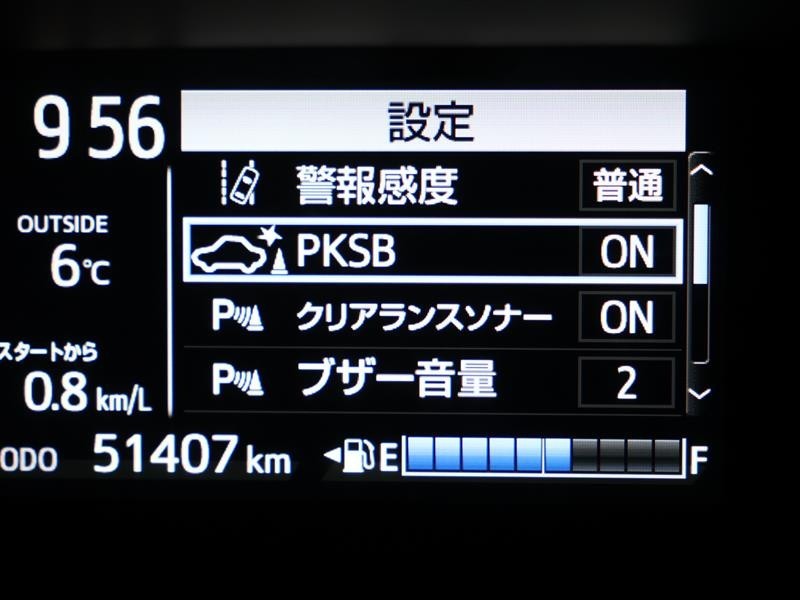 9 56
設定
警報感度 普通
OUTSIDE
6℃
PKSB ON
P クリアランスソナー ON
スタートから
0.8 km/L
P ブザー音量 2
ODO 51407 km E F